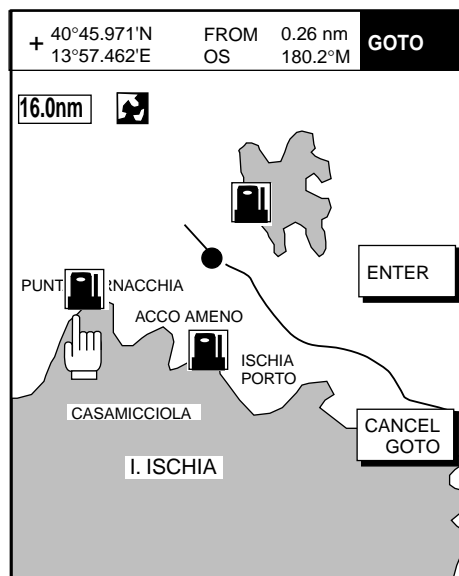 + 40°45.971'N FROM 0.26 nm GOTO
13°57.462'E OS 180.2°M
16.0nm
ENTER
PUNT RNACCHIA
ACCO AMENO
ISCHIA
PORTO
CASAMICCIOLA
CANCEL
GOTO
I. ISCHIA